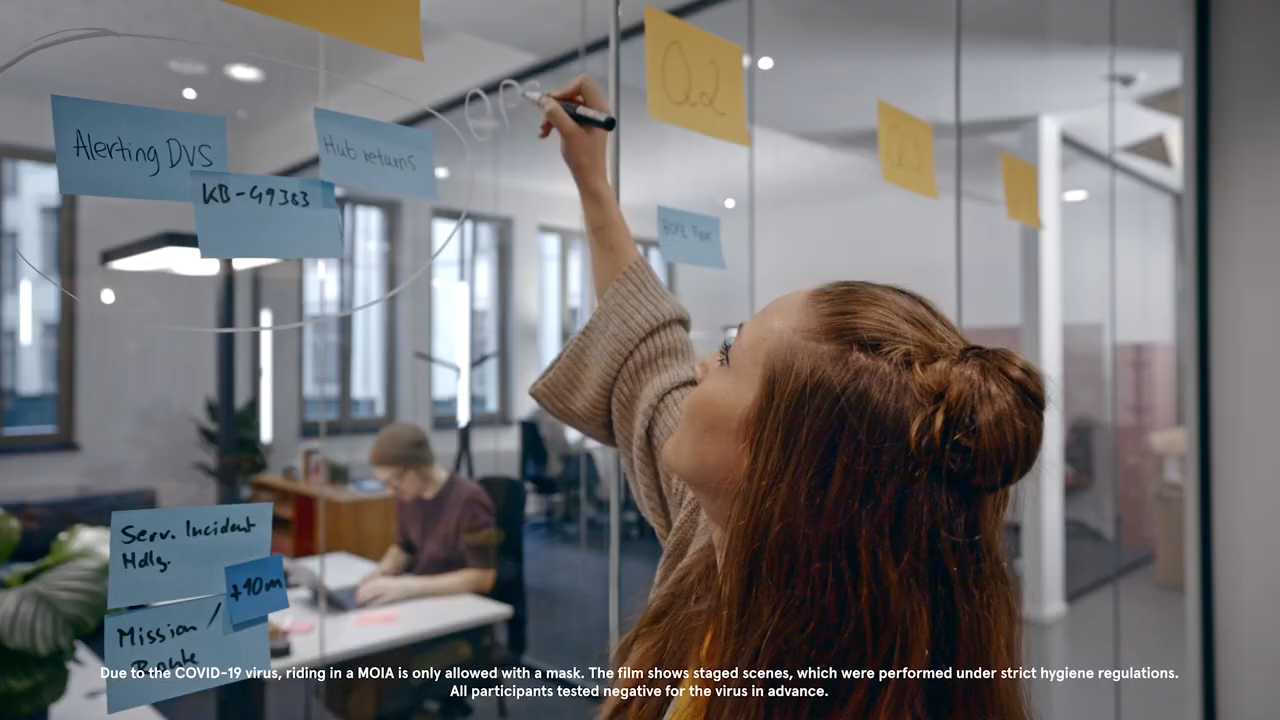 Q2
Alerting DVS
Hub returns
KB-49383
Serv. Incident
Hdlg.
+40m
Mission /
Route
Due to the COVID-19 virus, riding in a MOIA is only allowed with a mask. The film shows staged scenes, which were performed under strict hygiene regulations.
All participants tested negative for the virus in advance.